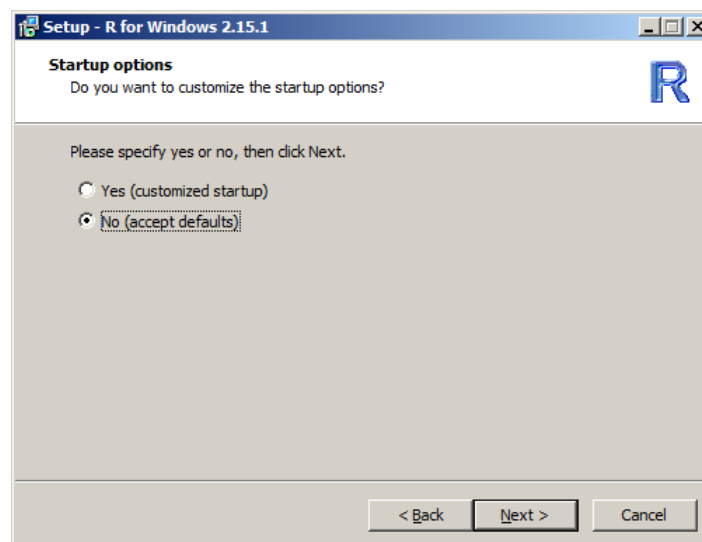 Setup - R for Windows 2.15.1
Startup options
Do you want to customize the startup options?
R
Please specify yes or no, then click Next.
Yes (customized startup)
No (accept defaults)
< Back Next > Cancel